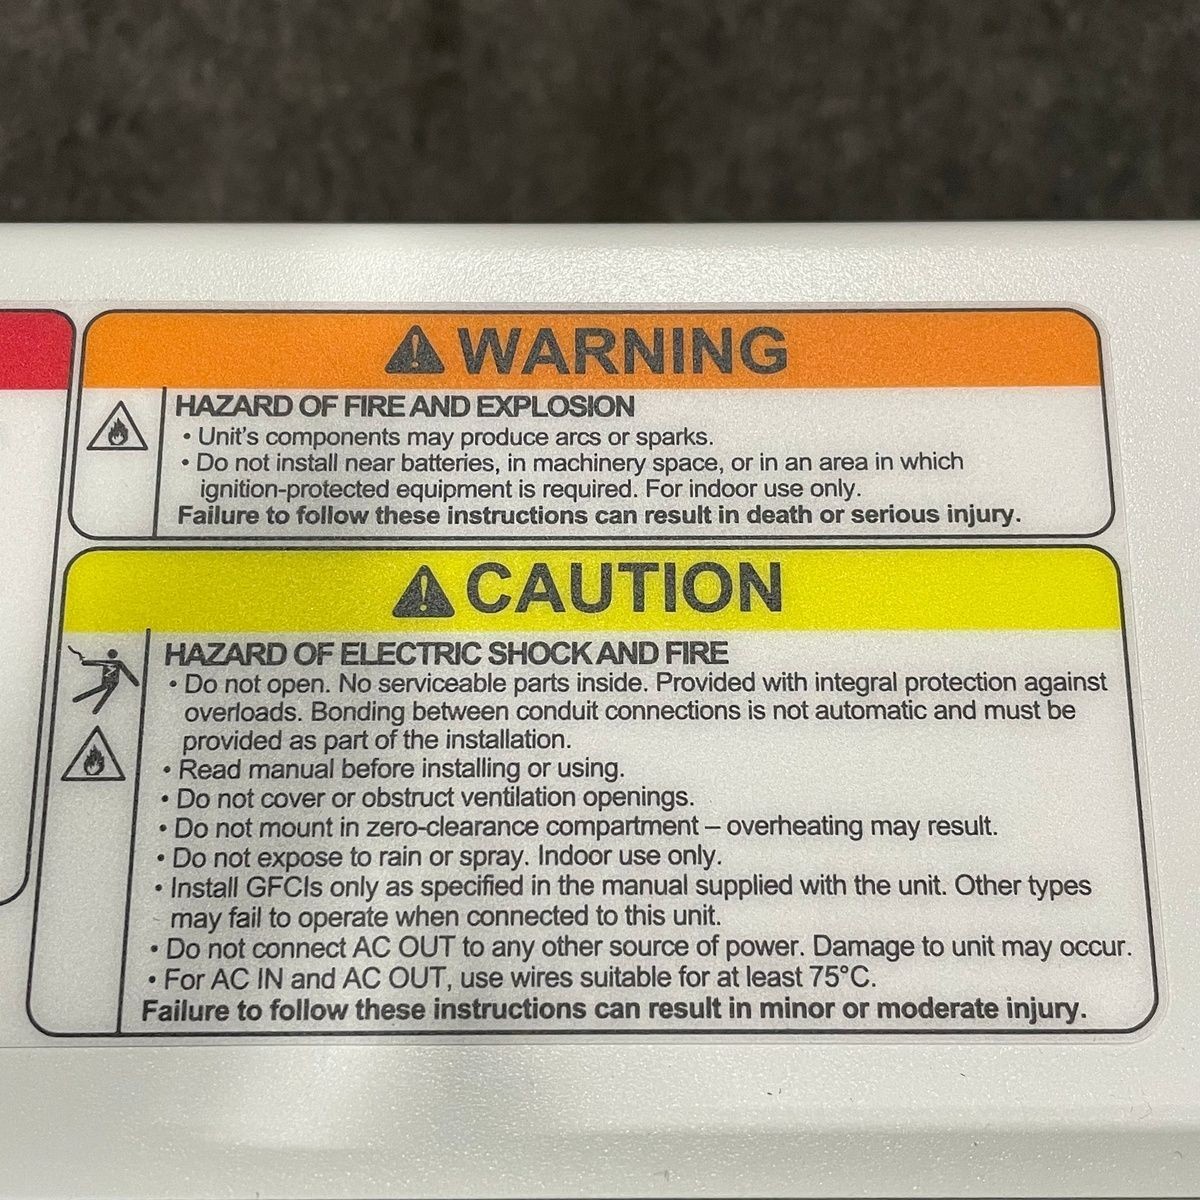 WARNING
HAZARD OF FIRE AND EXPLOSION
• Unit's components may produce arcs or sparks.
• Do not install near batteries, in machinery space, or in an area in which
ignition-protected equipment is required. For indoor use only.
Failure to follow these instructions can result in death or serious injury.
CAUTION
HAZARD OF ELECTRIC SHOCK AND FIRE
• Do not open. No serviceable parts inside. Provided with integral protection against
overloads. Bonding between conduit connections is not automatic and must be
provided as part of the installation.
• Read manual before installing or using.
• Do not cover or obstruct ventilation openings.
• Do not mount in zero-clearance compartment – overheating may result.
• Do not expose to rain or spray. Indoor use only.
• Install GFCIs only as specified in the manual supplied with the unit. Other types
may fail to operate when connected to this unit.
• Do not connect AC OUT to any other source of power. Damage to unit may occur.
• For AC IN and AC OUT, use wires suitable for at least 75°C.
Failure to follow these instructions can result in minor or moderate injury.